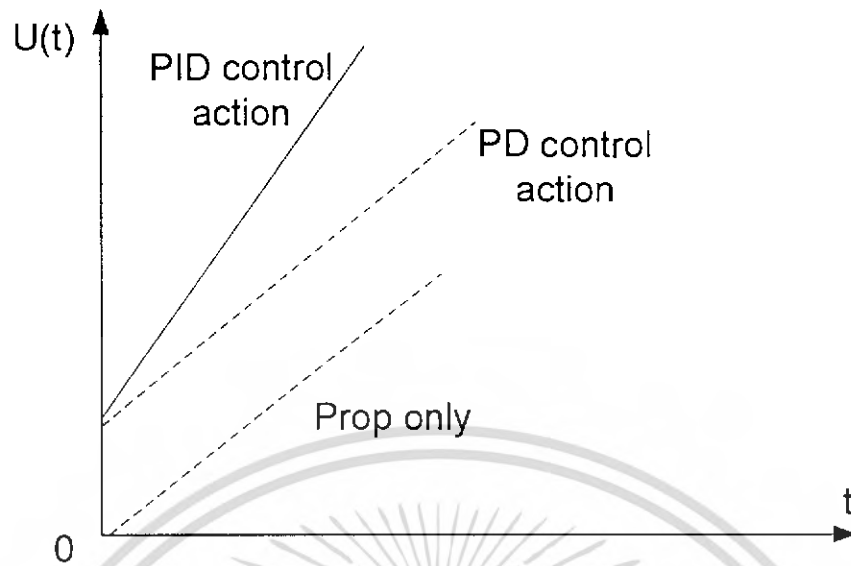 U(t)
PID control
action
PD control
action
Prop only
0
t